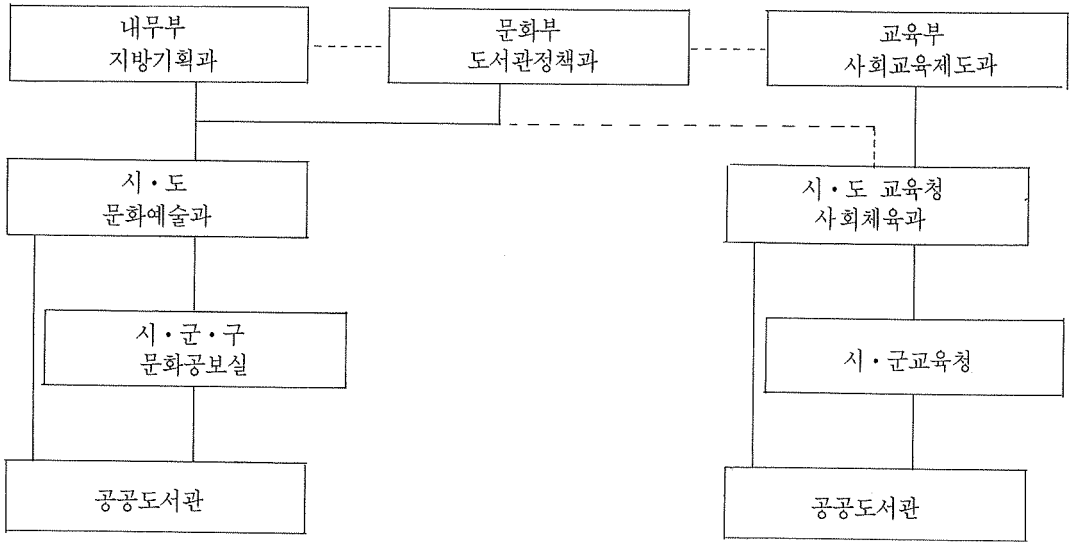 내무부
지방기획과
문화부
도서관정책과
교육부
사회교육제도과
시·도
문화예술과
시·도 교육청
사회체육과
시·군·구
문화공보실
시·군교육청
공공도서관
공공도서관